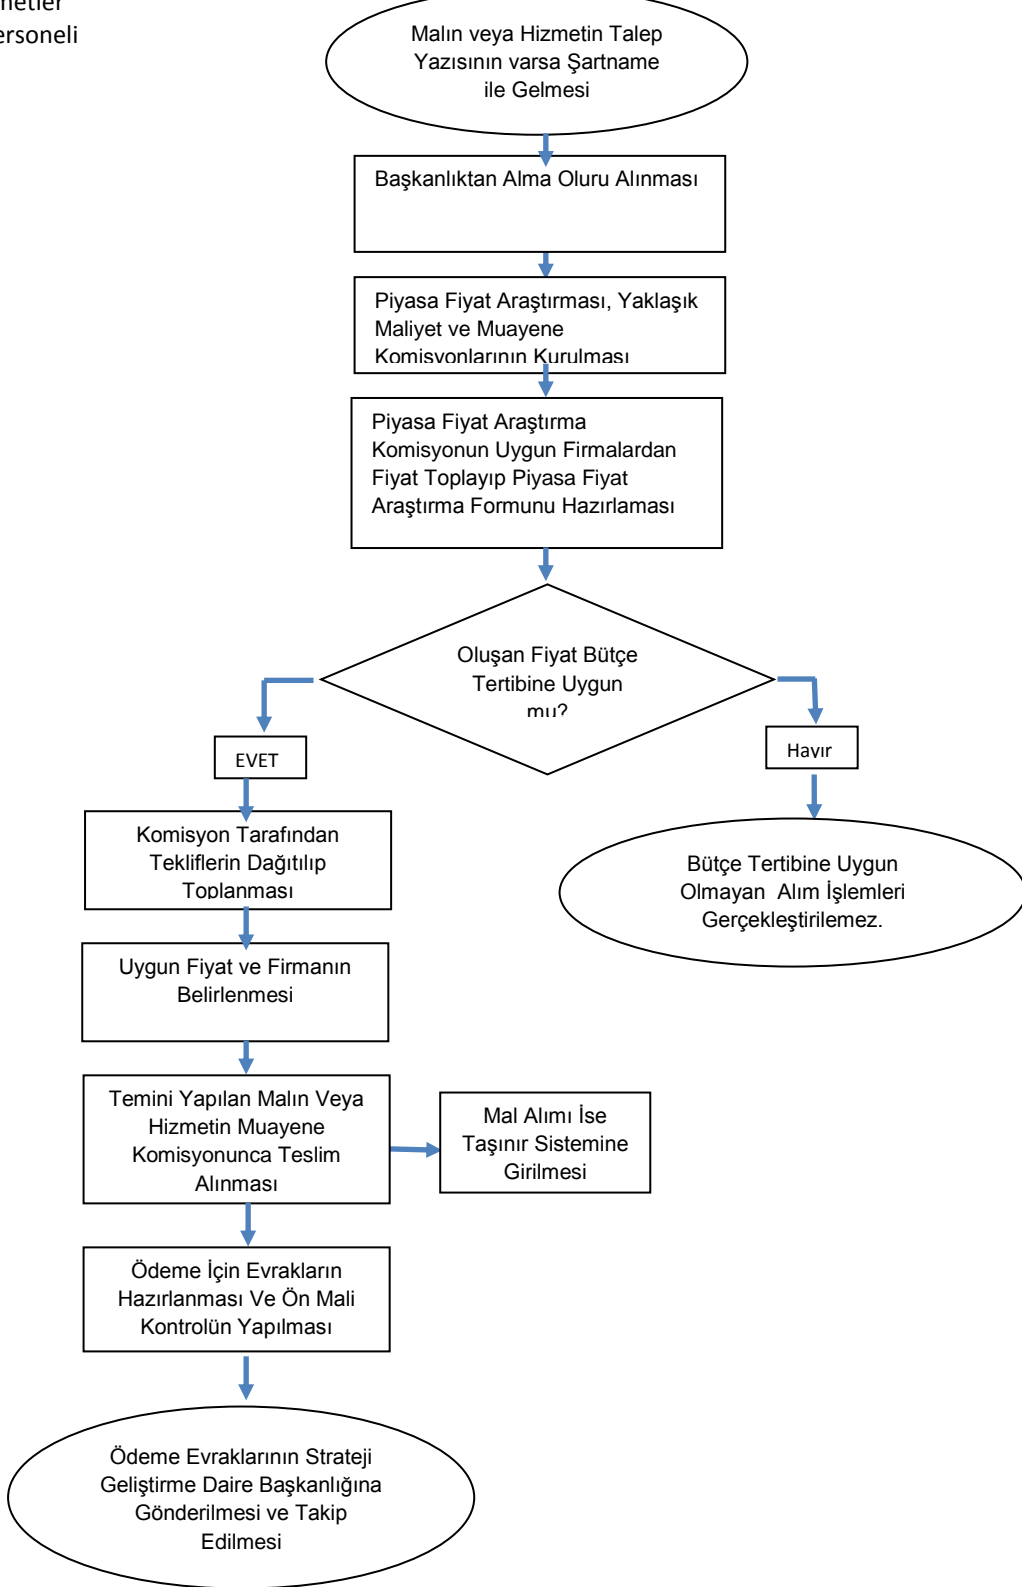 ersoneli
Malın veya Hizmetin Talep
Yazısının varsa Şartname
ile Gelmesi
Başkanlıktan Alma Oluru Alınması
Piyasa Fiyat Araştırması, Yaklaşık
Maliyet ve Muayene
Komisyonlarının Kurulması
Piyasa Fiyat Araştırma
Komisyonun Uygun Firmalardan
Fiyat Toplayıp Piyasa Fiyat
Araştırma Formunu Hazırlaması
Oluşan Fiyat Bütçe
Tertibine Uygun
mu?
EVET
Hayır
Komisyon Tarafından
Tekliflerin Dağıtılıp
Toplanması
Bütçe Tertibine Uygun
Olmayan Alım İşlemleri
Gerçekleştirilemez.
Uygun Fiyat ve Firmanın
Belirlenmesi
Temini Yapılan Malın Veya
Hizmetin Muayene
Komisyonunca Teslim
Alınması
Mal Alımı İse
Taşınır Sistemine
Girilmesi
Ödeme İçin Evrakların
Hazırlanması Ve Ön Mali
Kontrolün Yapılması
Ödeme Evraklarının Strateji
Geliştirme Daire Başkanlığına
Gönderilmesi ve Takip
Edilmesi